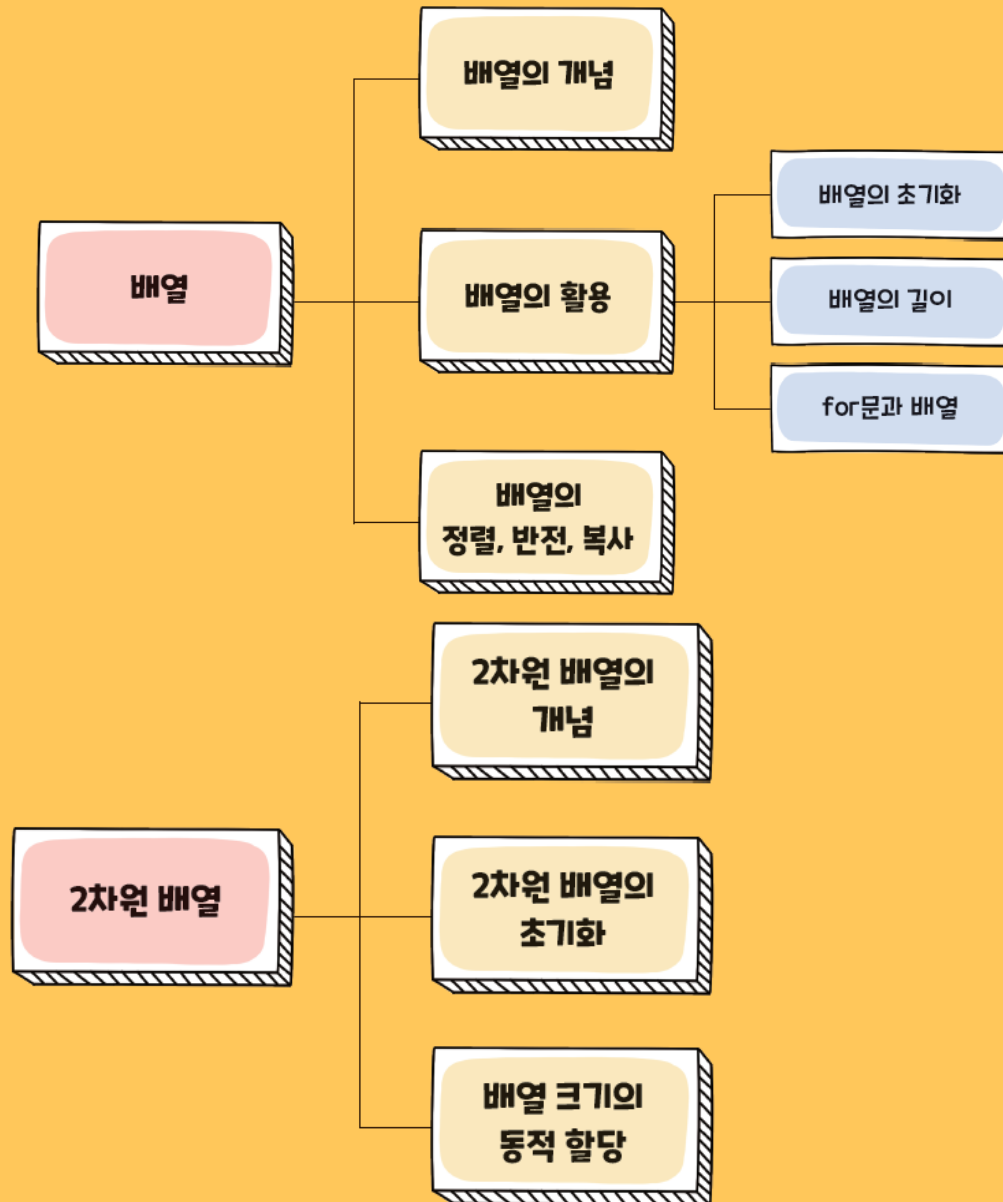 배열
배열의 개념
배열의 활용
배열의 초기화
배열의 길이
for문과 배열
배열의
정렬, 반전, 복사
2차원 배열
2차원 배열의
개념
2차원 배열의
초기화
배열 크기의
동적 할당